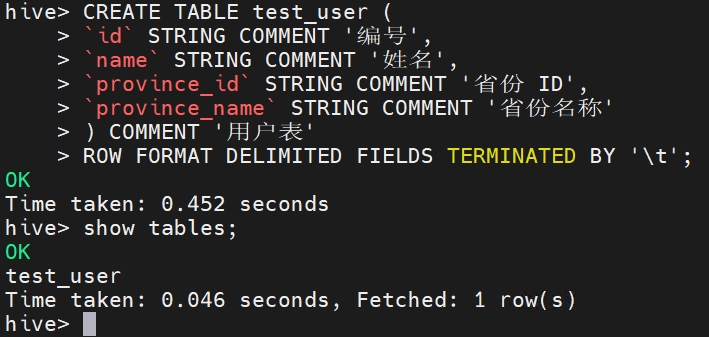 hive> CREATE TABLE test_user (
    > `id` STRING COMMENT '编号',
    > `name` STRING COMMENT '姓名',
    > `province_id` STRING COMMENT '省份 ID',
    > `province_name` STRING COMMENT '省份名称'
    > ) COMMENT '用户表'
    > ROW FORMAT DELIMITED FIELDS TERMINATED BY '\t';
OK
Time taken: 0.452 seconds
hive> show tables;
OK
test_user
Time taken: 0.046 seconds, Fetched: 1 row(s)
hive>